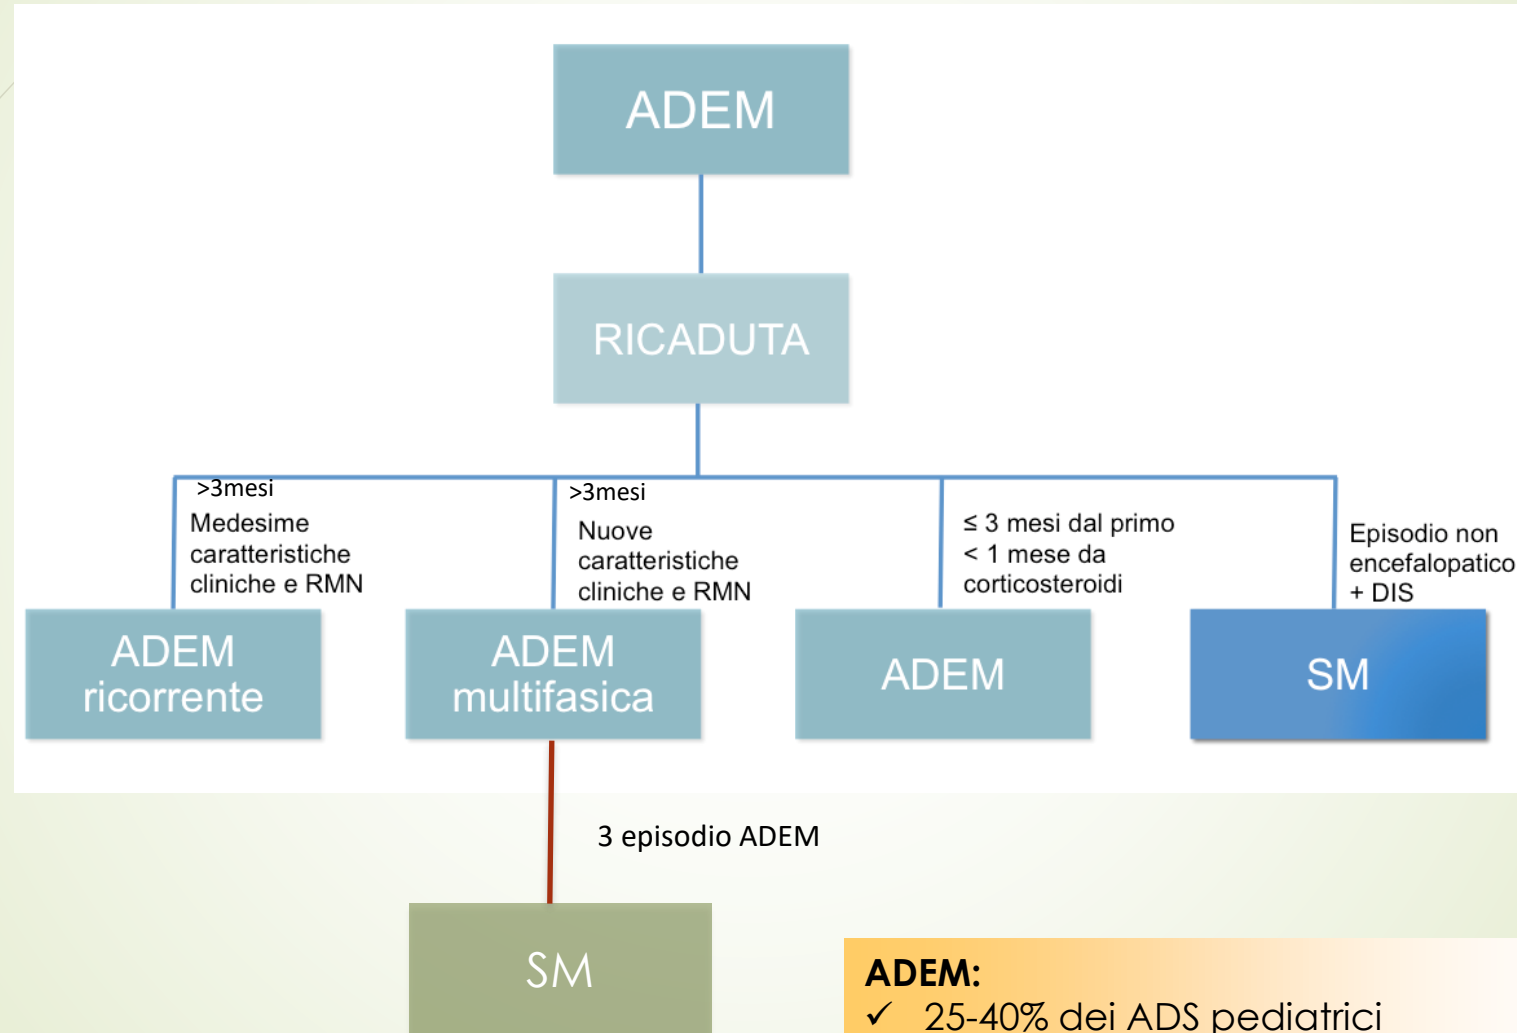 ADEM
RICADUTA
>3mesi
Medesime
caratteristiche
cliniche e RMN
>3mesi
Nuove
caratteristiche
cliniche e RMN
≤ 3 mesi dal primo
< 1 mese da
corticosteroidi
Episodio non
encefalopatico
+ DIS
ADEM
ricorrente
ADEM
multifasica
ADEM
SM
3 episodio ADEM
SM
ADEM:
✓ 25-40% dei ADS pediatrici